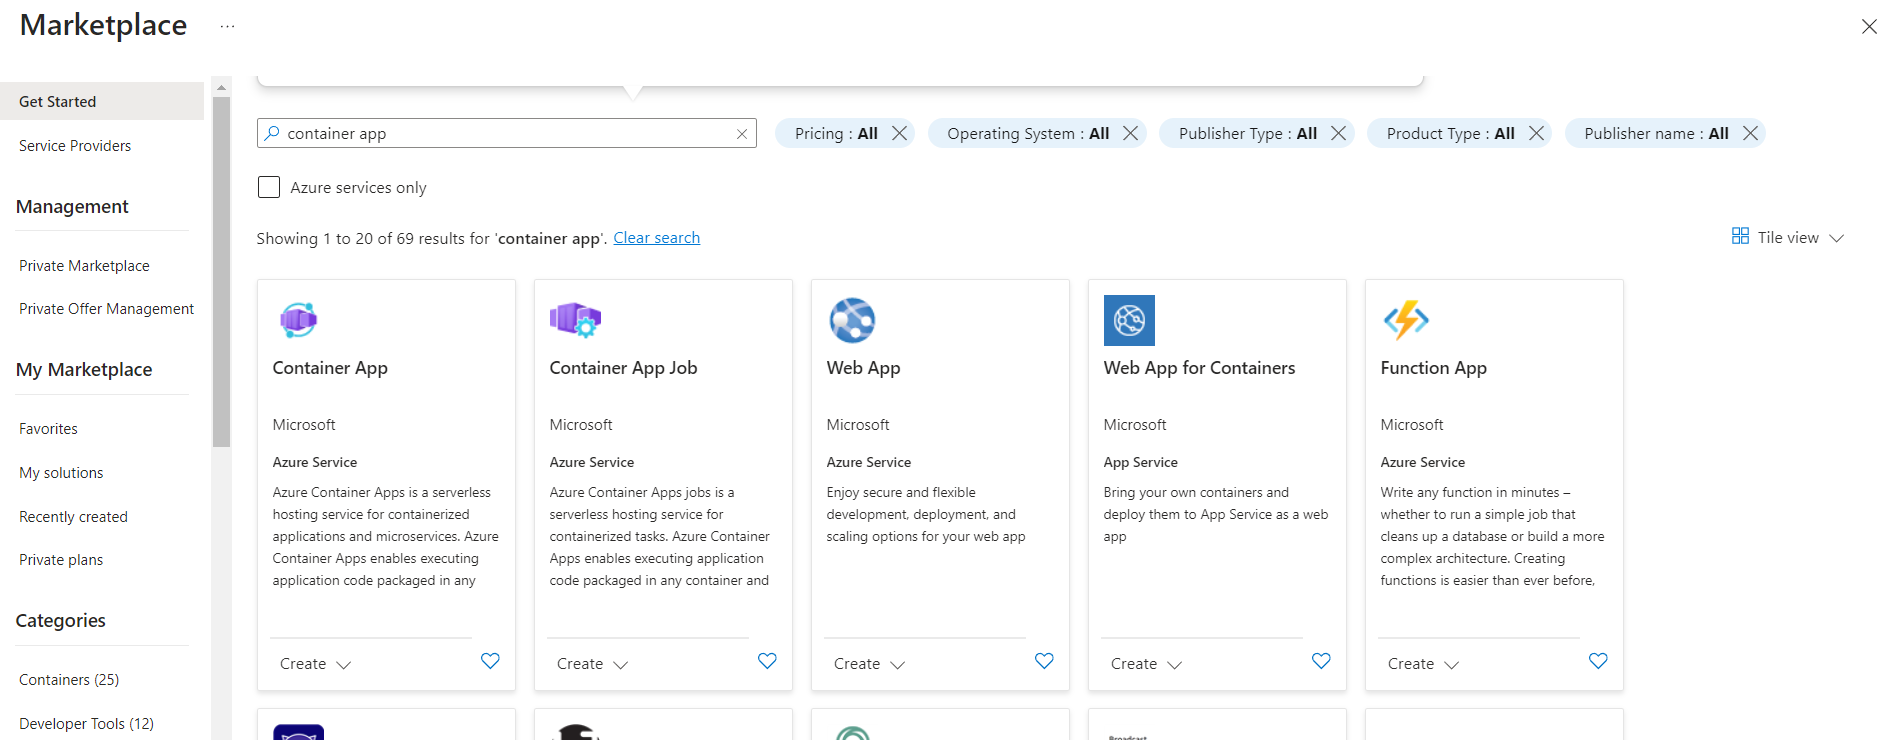 Marketplace ...
Get Started
Service Providers
Management
Private Marketplace
Private Offer Management
My Marketplace
Favorites
My solutions
Recently created
Private plans
Categories
Containers (25)
Developer Tools (12)
container app
Pricing : All
Operating System : All
Publisher Type : All
Product Type : All
Publisher name : All
Azure services only
Showing 1 to 20 of 69 results for 'container app'. Clear search
Tile view
Container App
Microsoft
Azure Service
Azure Container Apps is a serverless
hosting service for containerized
applications and microservices. Azure
Container Apps enables executing
application code packaged in any
Create
Container App Job
Microsoft
Azure Service
Azure Container Apps jobs is a
serverless hosting service for
containerized tasks. Azure Container
Apps enables executing application
code packaged in any container and
Create
Web App
Microsoft
Azure Service
Enjoy secure and flexible
development, deployment, and
scaling options for your web app
Create
Web App for Containers
Microsoft
App Service
Bring your own containers and
deploy them to App Service as a web
app
Create
Function App
Microsoft
Azure Service
Write any function in minutes –
whether to run a simple job that
cleans up a database or build a more
complex architecture. Creating
functions is easier than ever before,
Create
Broadcast